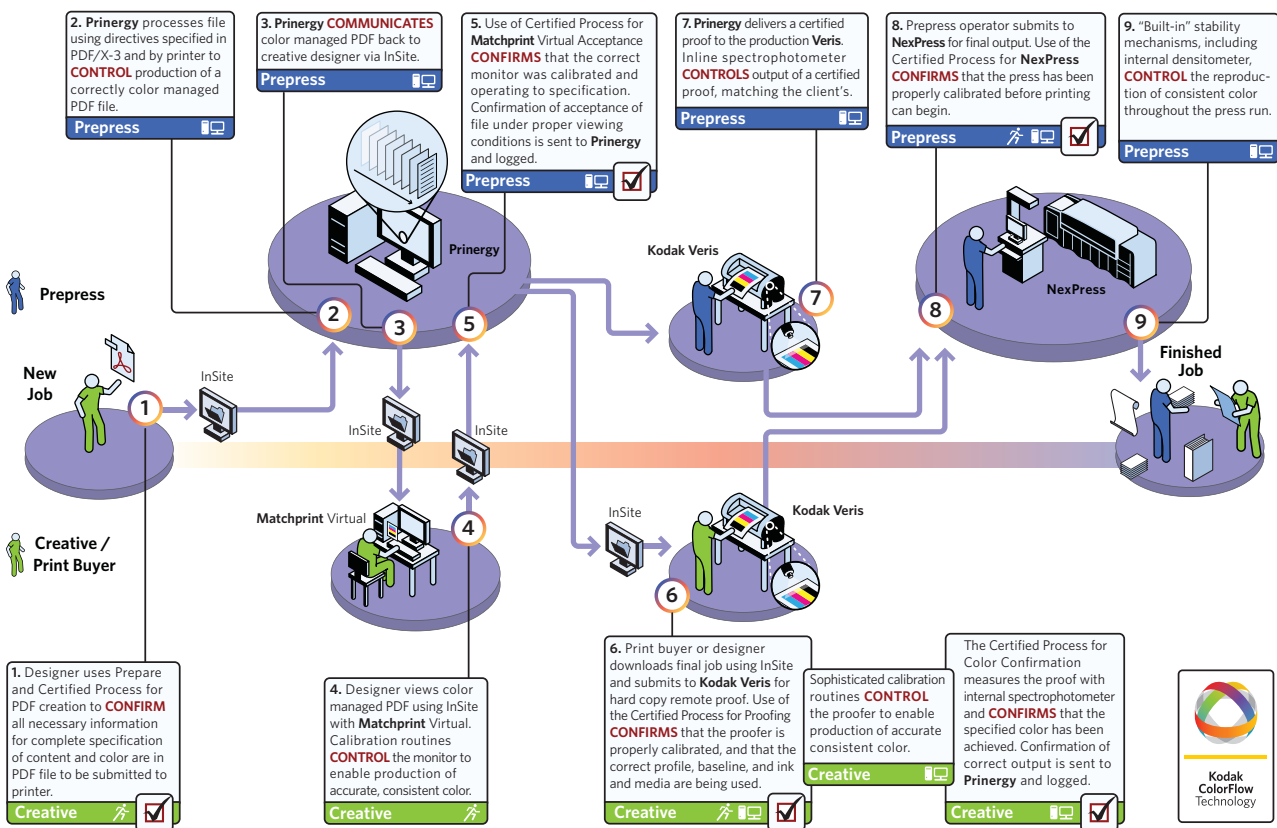 2. Prinergy processes file
using directives specified in
PDF/X-3 and by printer to
CONTROL production of a
correctly color managed
PDF file.
Prepress
3. Prinergy COMMUNICATES
color managed PDF back to
creative designer via InSite.
Prepress
5. Use of Certified Process for
Matchprint Virtual Acceptance
CONFIRMS that the correct
monitor was calibrated and
operating to specification.
Confirmation of acceptance of
file under proper viewing
conditions is sent to Prinergy
and logged.
Prepress
7. Prinergy delivers a certified
proof to the production Veris.
Inline spectrophotometer
CONTROLS output of a certified
proof, matching the client's.
Prepress
8. Prepress operator submits to
NexPress for final output. Use of the
Certified Process for NexPress
CONFIRMS that the press has been
properly calibrated before printing
can begin.
Prepress
9. "Built-in" stability
mechanisms, including
internal densitometer,
CONTROL the reproduc-
tion of consistent color
throughout the press run.
Prepress
Prinergy
Kodak Veris
NexPress
Prepress
2
3
5
7
8
9
New
Job
1
InSite
InSite
InSite
Finished
Job
Matchprint Virtual
4
InSite
Kodak Veris
6
Creative /
Print Buyer
1. Designer uses Prepare
and Certified Process for
PDF creation to CONFIRM
all necessary information
for complete specification
of content and color are in
PDF file to be submitted to
printer.
Creative
4. Designer views color
managed PDF using InSite
with Matchprint Virtual.
Calibration routines
CONTROL the monitor to
enable production of
accurate, consistent color.
Creative
6. Print buyer or designer
downloads final job using InSite
and submits to Kodak Veris for
hard copy remote proof. Use of
the Certified Process for Proofing
CONFIRMS that the proofer is
properly calibrated, and that the
correct profile, baseline, and ink
and media are being used.
Creative
Sophisticated calibration
routines CONTROL
the proofer to enable
production of accurate
consistent color.
Creative
The Certified Process for
Color Confirmation
measures the proof with
internal spectrophotometer
and CONFIRMS that the
specified color has been
achieved. Confirmation of
correct output is sent to
Prinergy and logged.
Creative
Kodak
ColorFlow
Technology